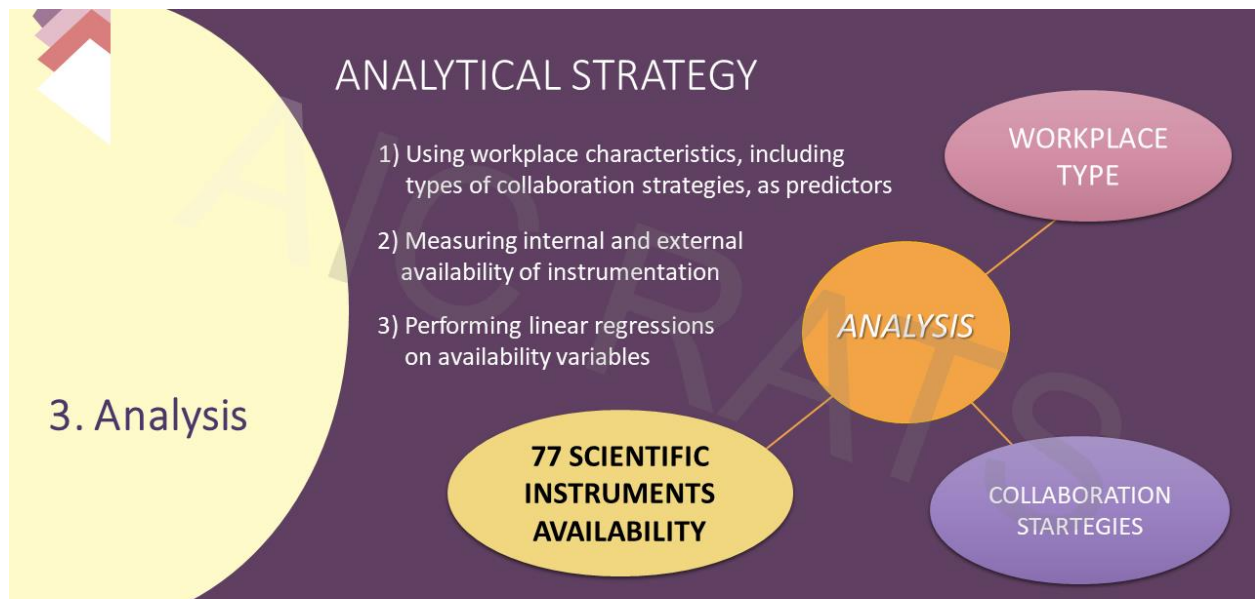 ANALYTICAL STRATEGY
1) Using workplace characteristics, including
types of collaboration strategies, as predictors
2) Measuring internal and external
availability of instrumentation
3) Performing linear regressions
on availability variables
3. Analysis
WORKPLACE
TYPE
ANALYSIS
77 SCIENTIFIC
INSTRUMENTS
AVAILABILITY
COLLABORATION
STARTEGIES
AIC RATS